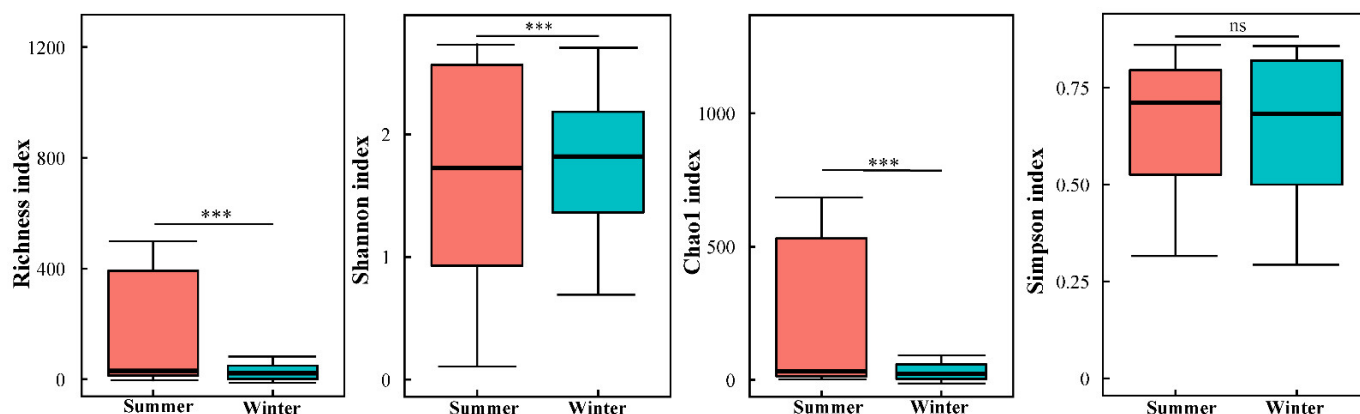 Richness index
1200
800
400
0
***
Summer
Winter
Shannon index
2
1
0
***
Summer
Winter
Chao1 index
1000
500
0
***
Summer
Winter
Simpson index
0.75
0.50
0.25
0
ns
Summer
Winter